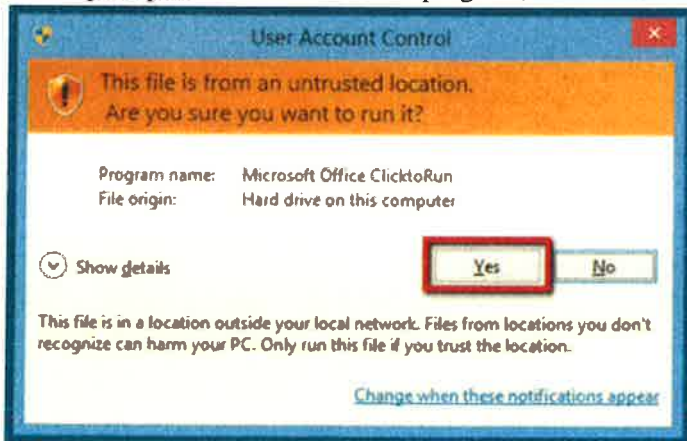 User Account Control
This file is from an untrusted location.
Are you sure you want to run it?
Program name: Microsoft Office ClicktoRun
File origin: Hard drive on this computer
Show details
Yes No
This file is in a location outside your local network. Files from locations you don't
recognize can harm your PC. Only run this file if you trust the location.
Change when these notifications appear